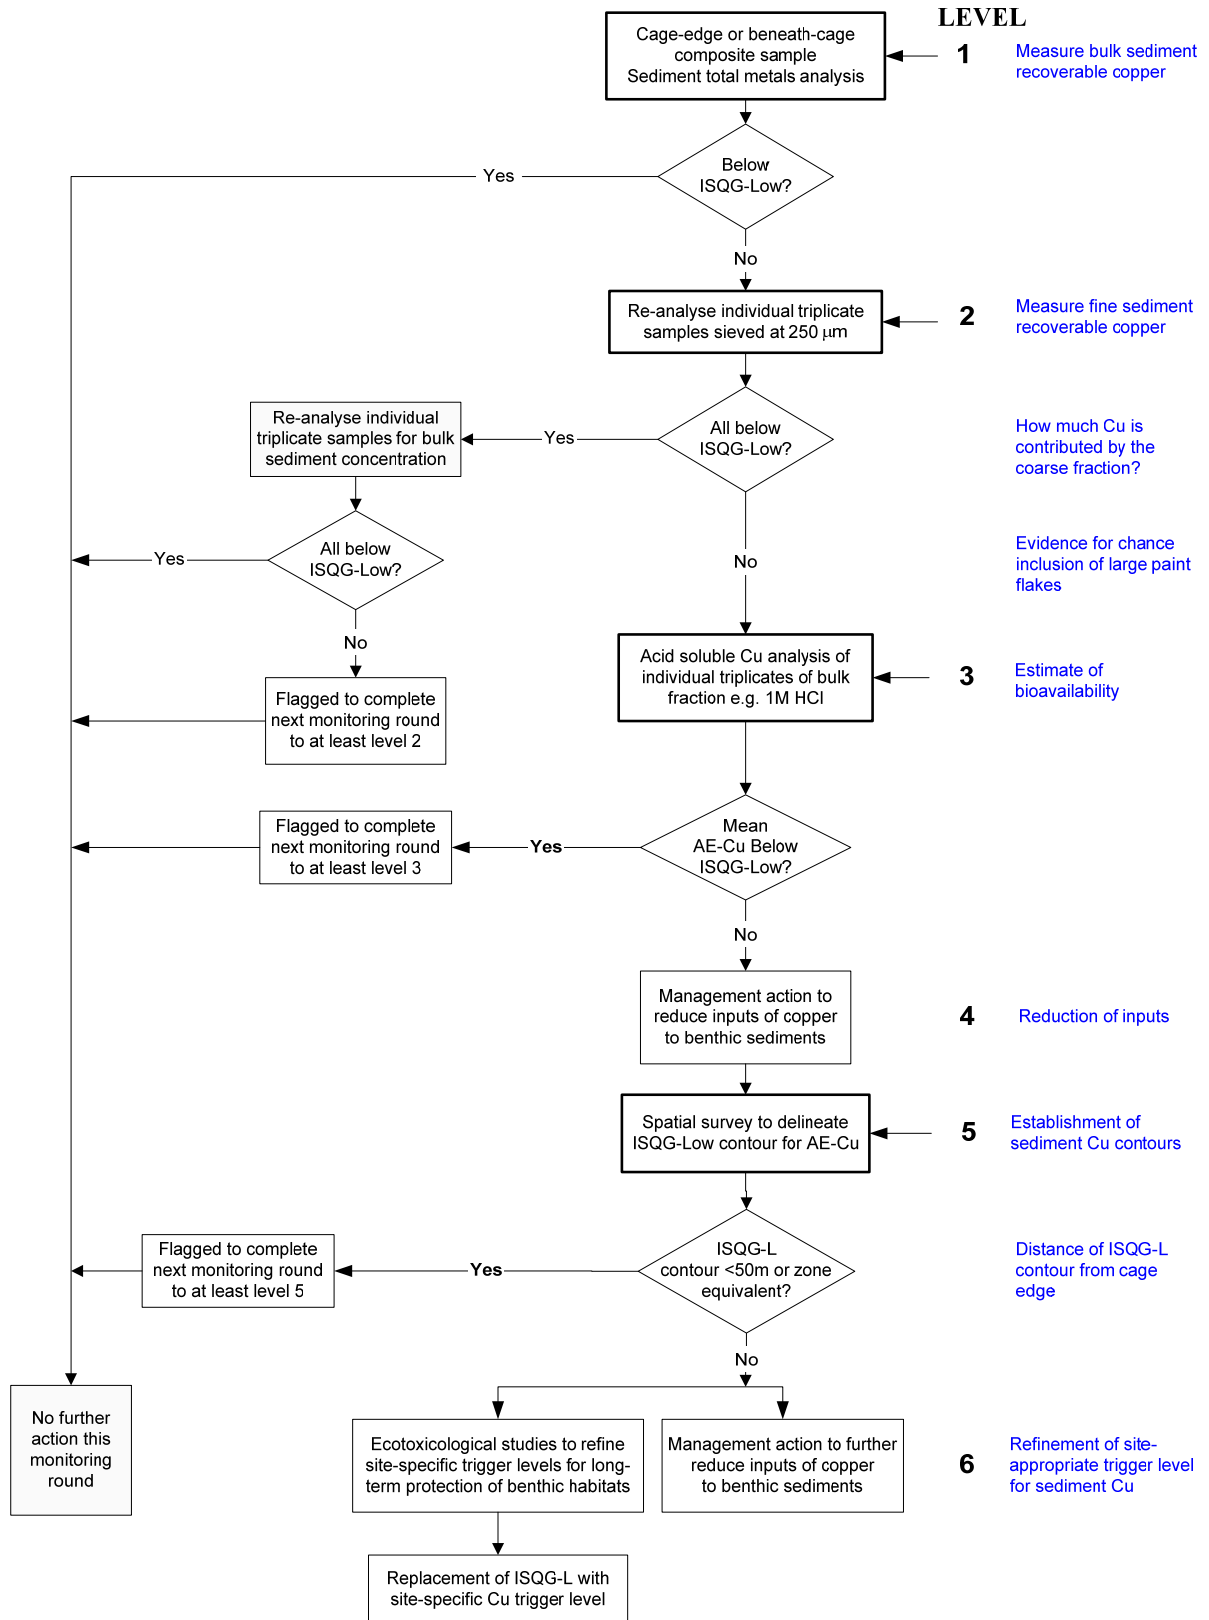 LEVEL
Cage-edge or beneath-cage
composite sample
Sediment total metals analysis
1
Measure bulk sediment
recoverable copper
Below
ISQG-Low?
Yes
No
Re-analyse individual triplicate
samples sieved at 250 μm
2
Measure fine sediment
recoverable copper
All below
ISQG-Low?
Yes
Re-analyse individual
triplicate samples for bulk
sediment concentration
How much Cu is
contributed by the
coarse fraction?
All below
ISQG-Low?
Yes
No
No
Evidence for chance
inclusion of large paint
flakes
Flagged to complete
next monitoring round
to at least level 2
Acid soluble Cu analysis of
individual triplicates of bulk
fraction e.g. 1M HCl
3
Estimate of
bioavailability
Mean
AE-Cu Below
ISQG-Low?
Yes
Flagged to complete
next monitoring round
to at least level 3
No
Management action to
reduce inputs of copper
to benthic sediments
4
Reduction of inputs
Spatial survey to delineate
ISQG-Low contour for AE-Cu
5
Establishment of
sediment Cu contours
ISQG-L
contour <50m or zone
equivalent?
Yes
Flagged to complete
next monitoring round
to at least level 5
Distance of ISQG-L
contour from cage
edge
No
No further
action this
monitoring
round
Ecotoxicological studies to refine
site-specific trigger levels for long-
term protection of benthic habitats
Management action to further
reduce inputs of copper
to benthic sediments
6
Refinement of site-
appropriate trigger level
for sediment Cu
Replacement of ISQG-L with
site-specific Cu trigger level